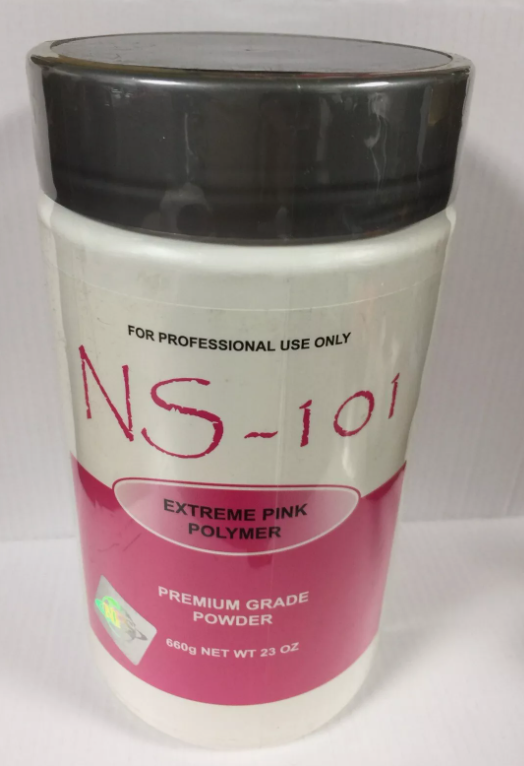 FOR PROFESSIONAL USE ONLY
NS-101
EXTREME PINK
POLYMER
PREMIUM GRADE
POWDER
660g NET WT 23 OZ